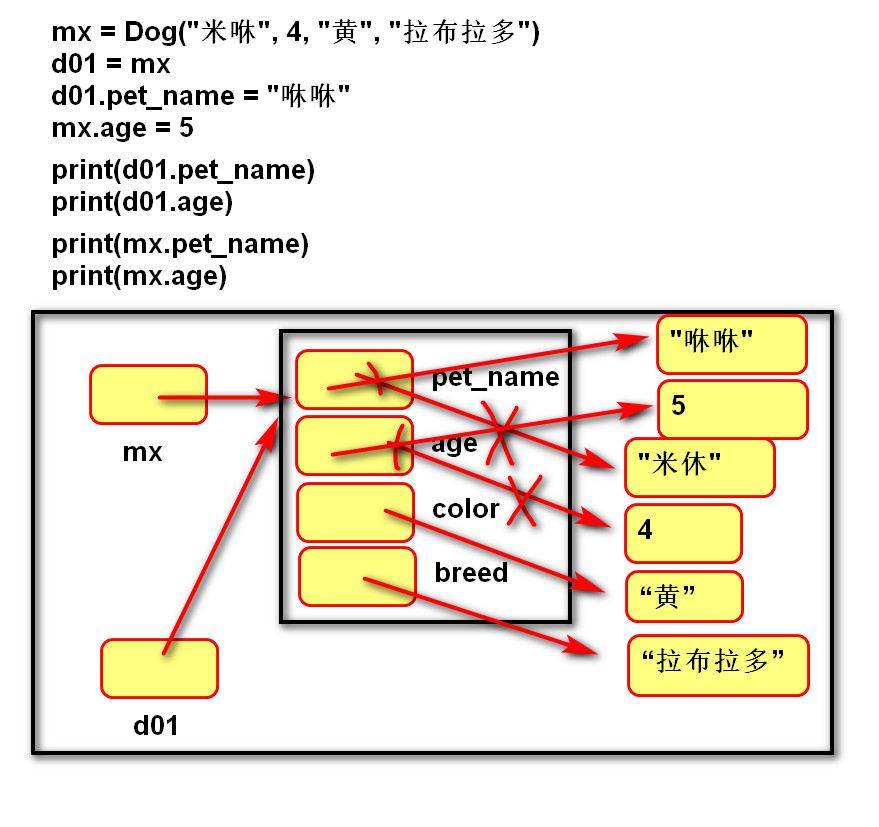 mx = Dog("米咻", 4, "黄", "拉布拉多")
d01 = mx
d01.pet_name = "咻咻"
mx.age = 5
print(d01.pet_name)
print(d01.age)
print(mx.pet_name)
print(mx.age)
"咻咻"
pet_name
5
mx
age
"米休"
color
4
breed
“黄”
“拉布拉多”
d01